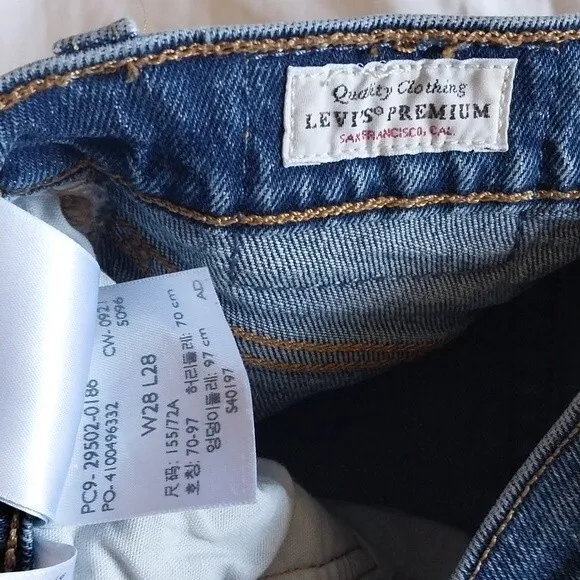 Quality Clothing
LEVI'S® PREMIUM
SAN FRANCISCO, CAL.
PC9- 29502-0186 CW- 0921
PO- 4100496332 5096
W28 L28
尺码: 155/72A 허리둘레: 70 cm
호칭: 70-97 엉덩이둘레: 97 cm
S40197 AD